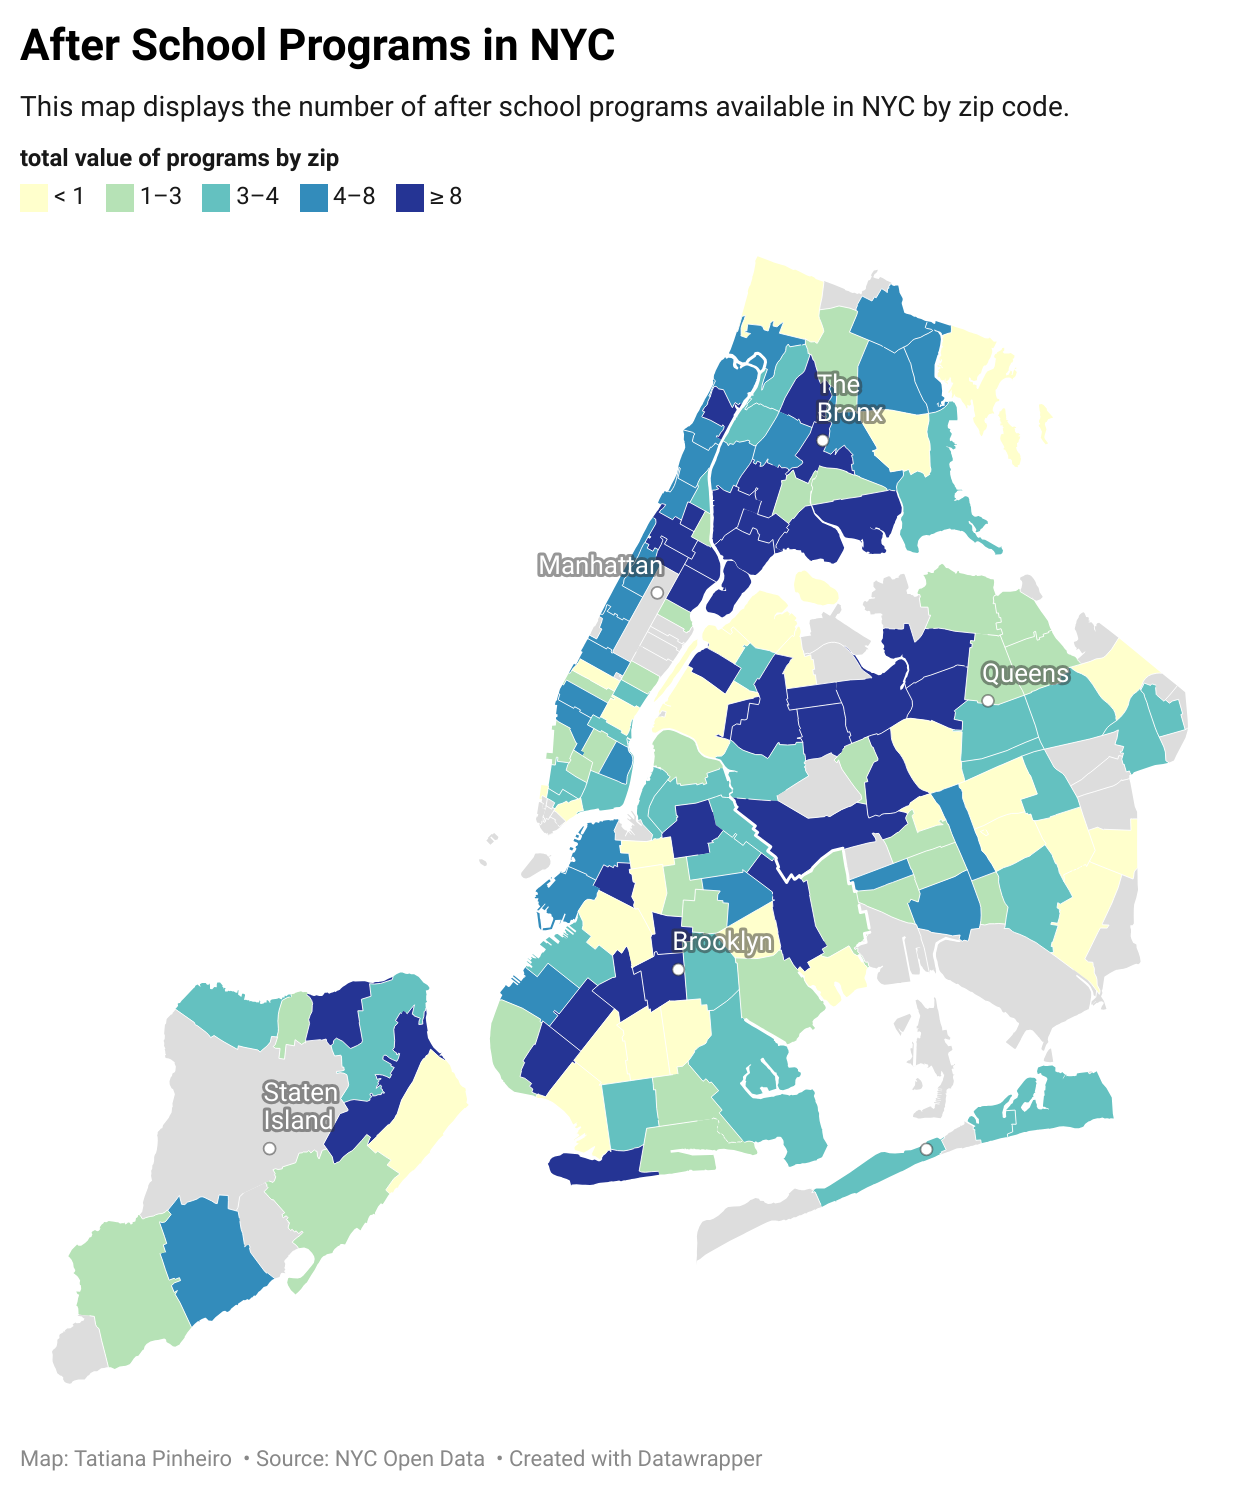 After School Programs in NYC
This map displays the number of after school programs available in NYC by zip code.
total value of programs by zip
< 1 1–3 3–4 4–8 ≥ 8
The
Bronx
Manhattan
Queens
Brooklyn
Staten
Island
Map: Tatiana Pinheiro • Source: NYC Open Data • Created with Datawrapper